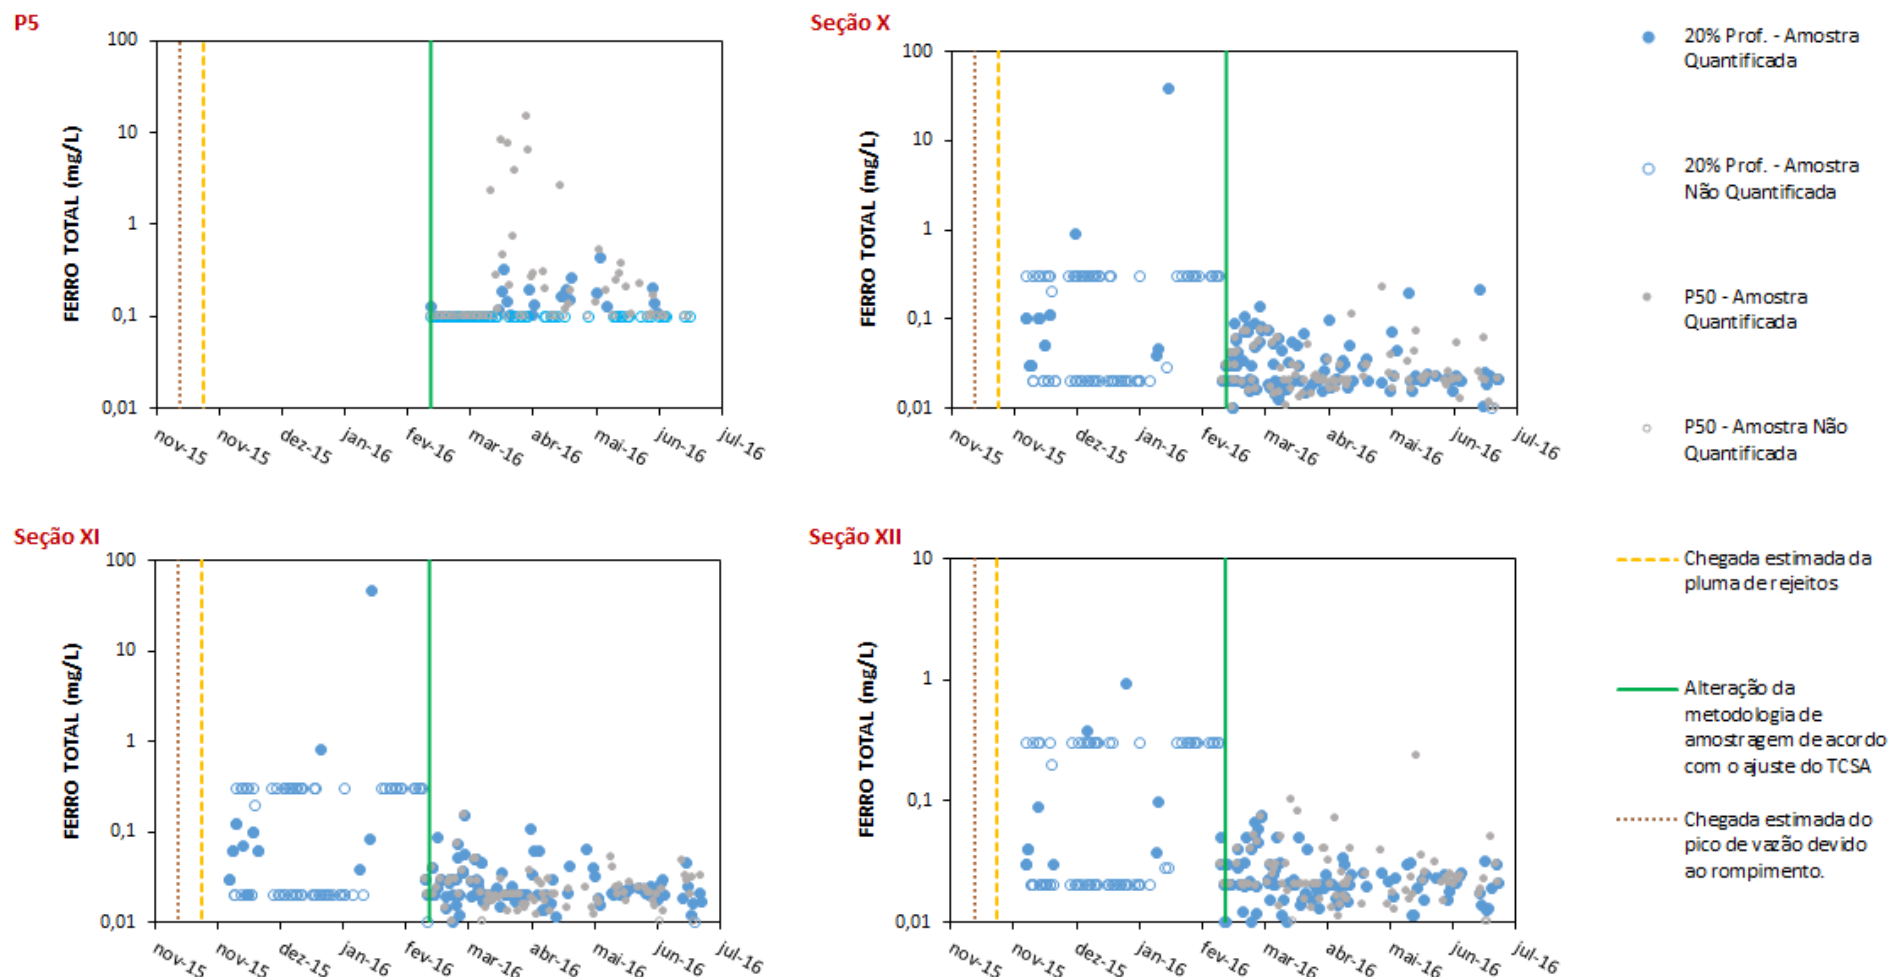 P5
FERRO TOTAL (mg/L)
100
10
1
0,1
0,01
nov-15
nov-15
dez-15
jan-16
fev-16
mar-16
abr-16
mai-16
jun-16
jul-16
Seção X
FERRO TOTAL (mg/L)
100
10
1
0,1
0,01
nov-15
nov-15
dez-15
jan-16
fev-16
mar-16
abr-16
mai-16
jun-16
jul-16
20% Prof. - Amostra
Quantificada
20% Prof. - Amostra
Não Quantificada
P50 - Amostra
Quantificada
P50 - Amostra Não
Quantificada
Seção XI
FERRO TOTAL (mg/L)
100
10
1
0,1
0,01
nov-15
nov-15
dez-15
jan-16
fev-16
mar-16
abr-16
mai-16
jun-16
jul-16
Seção XII
FERRO TOTAL (mg/L)
10
1
0,1
0,01
nov-15
nov-15
dez-15
jan-16
fev-16
mar-16
abr-16
mai-16
jun-16
jul-16
Chegada estimada da
pluma de rejeitos
Alteração da
metodologia de
amostragem de acordo
com o ajuste do TCSA
Chegada estimada do
pico de vazão devido
ao rompimento.